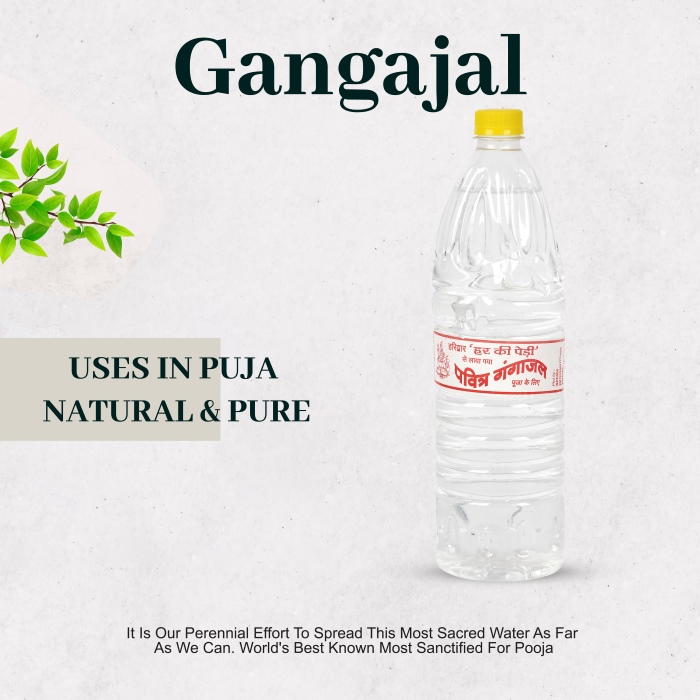 Gangajal
हरिद्वार 'हर की पेड़ी'
से लाया गया
पवित्र गंगाजल
पूजा के लिए
USES IN PUJA
NATURAL & PURE
It Is Our Perennial Effort To Spread This Most Sacred Water As Far
As We Can. World's Best Known Most Sanctified For Pooja